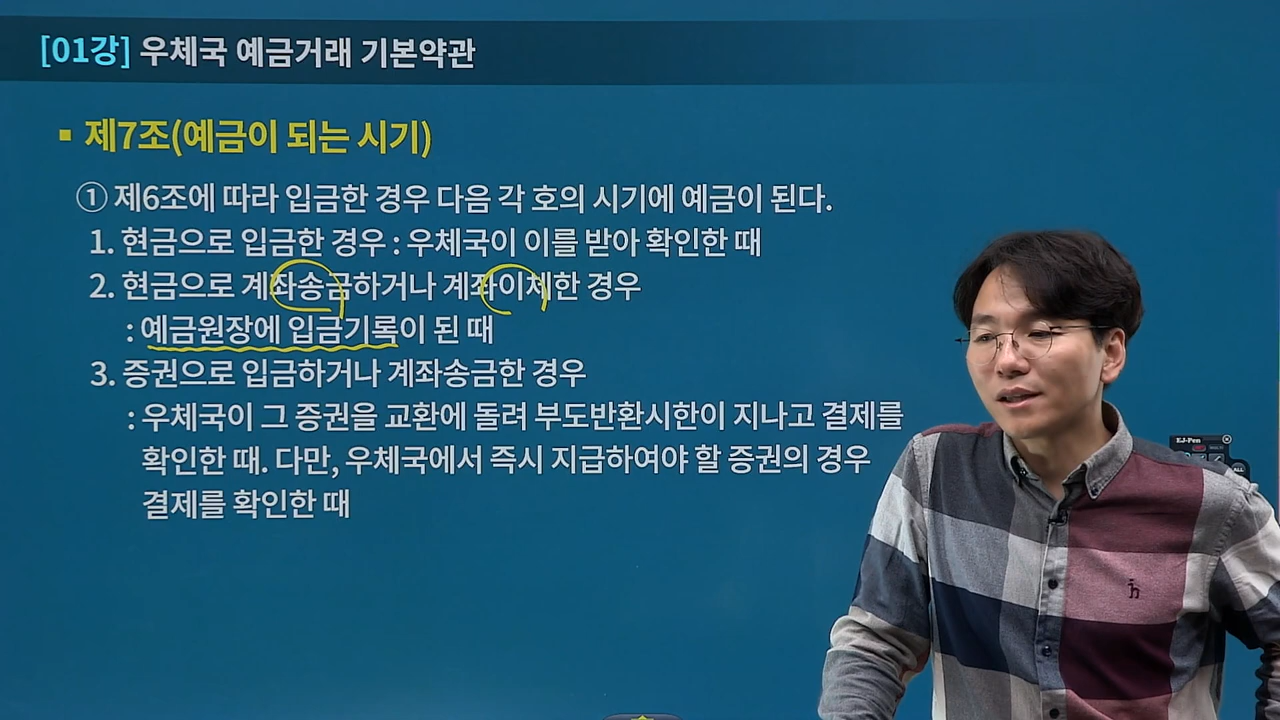 [01강] 우체국 예금거래 기본약관
▪ 제7조(예금이 되는 시기)
① 제6조에 따라 입금한 경우 다음 각 호의 시기에 예금이 된다.
1. 현금으로 입금한 경우 : 우체국이 이를 받아 확인한 때
2. 현금으로 계좌송금하거나 계좌이체한 경우
: 예금원장에 입금기록이 된 때
3. 증권으로 입금하거나 계좌송금한 경우
: 우체국이 그 증권을 교환에 돌려 부도반환시한이 지나고 결제를
확인한 때. 다만, 우체국에서 즉시 지급하여야 할 증권의 경우
결제를 확인한 때
EJ-Pen
ALL